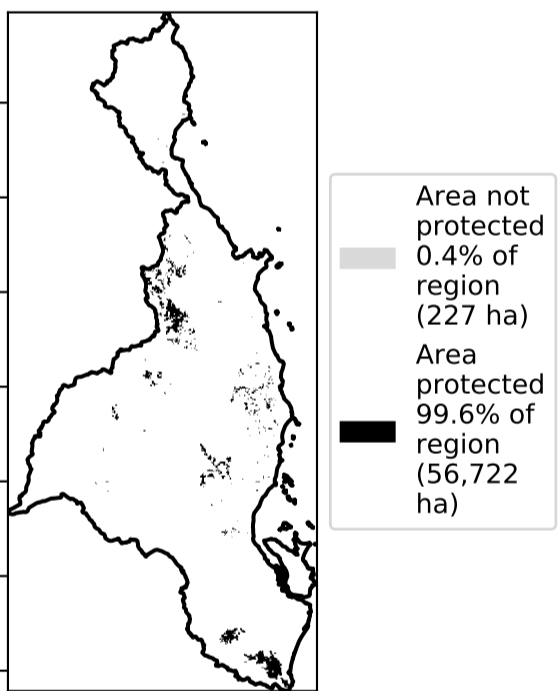 Area not
protected
0.4% of
region
(227 ha)
Area
protected
99.6% of
region
(56,722
ha)